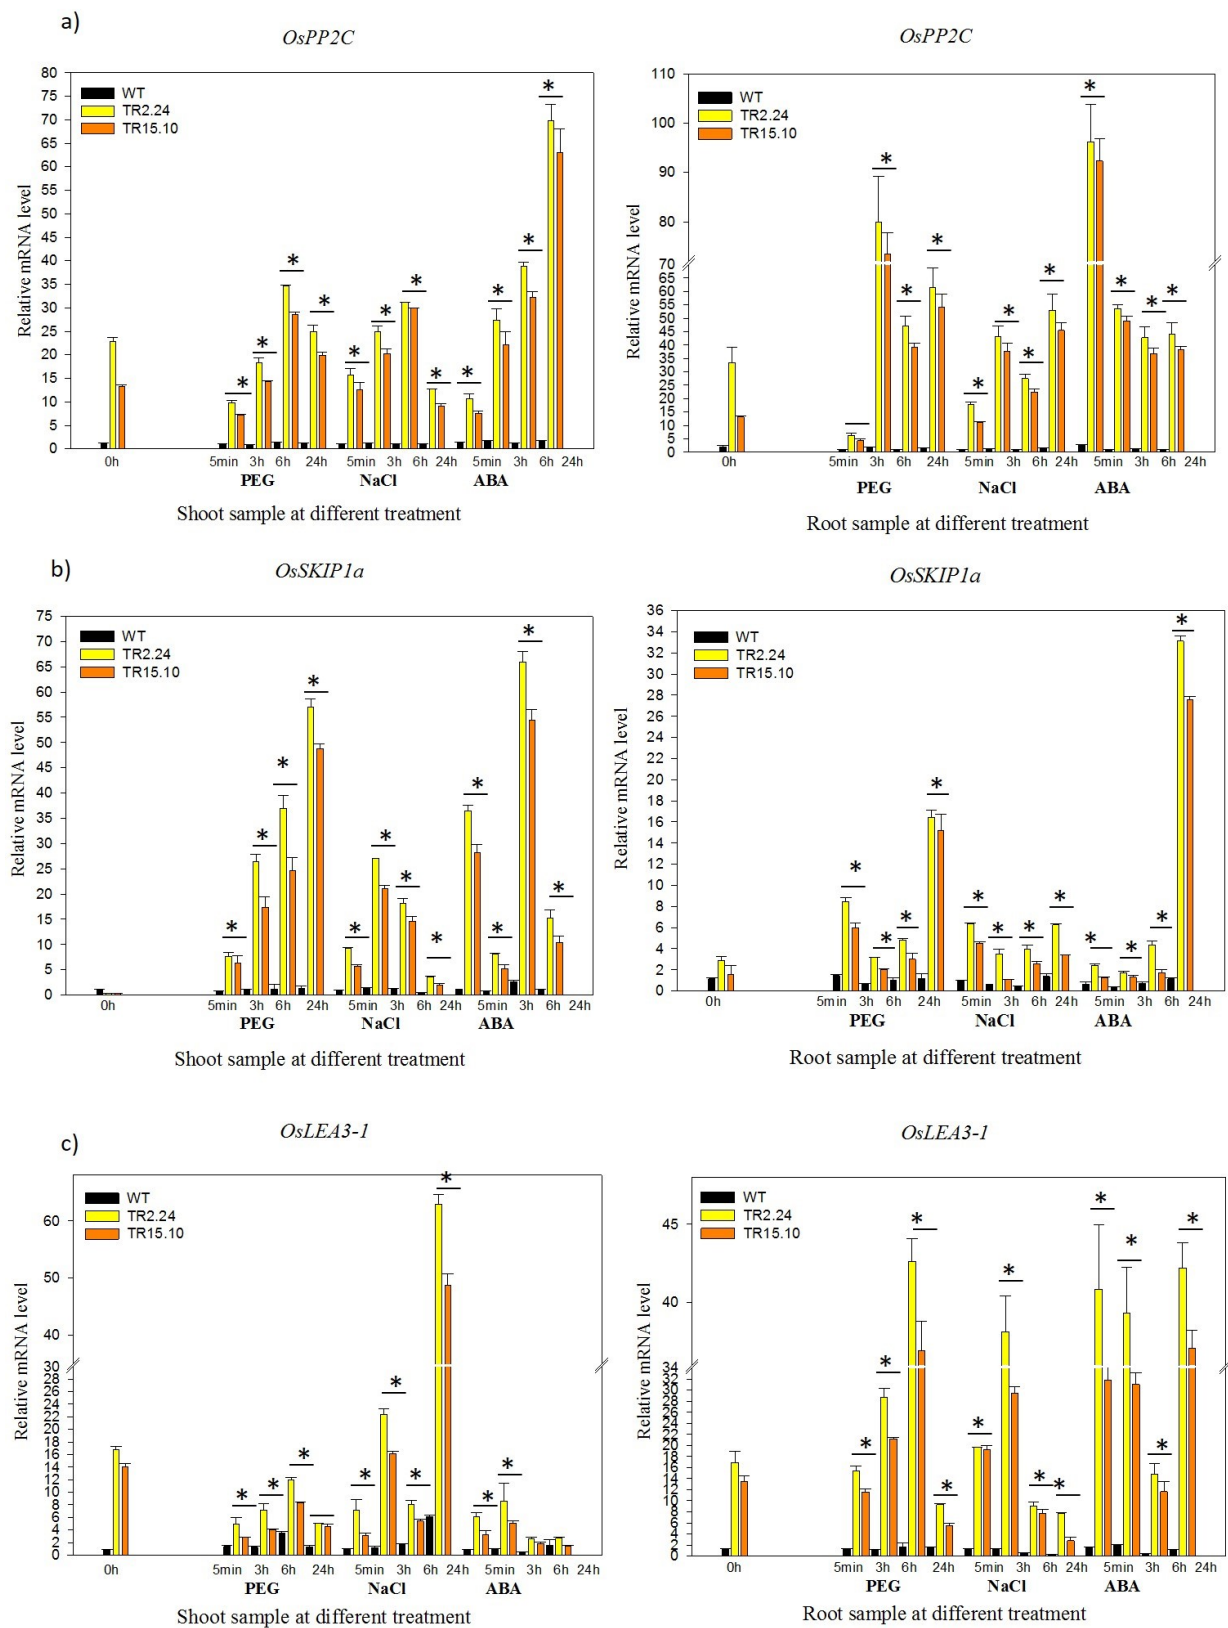 a)
OsPP2C
80
75
70
65
60
55
50
45
40
35
30
25
20
15
10
5
0
Relative mRNA level
WT
TR2.24
TR15.10
* * * * * * * * * * * *
0h 5min 3h 6h 24h 5min 3h 6h 24h 5min 3h 6h 24h
PEG NaCl ABA
Shoot sample at different treatment
OsPP2C
110
100
90
80
70
65
60
55
50
45
40
35
30
25
20
15
10
5
0
Relative mRNA level
WT
TR2.24
TR15.10
* * * * * * * * * * *
0h 5min 3h 6h 24h 5min 3h 6h 24h 5min 3h 6h 24h
PEG NaCl ABA
Root sample at different treatment
b)
OsSKIP1a
75
70
65
60
55
50
45
40
35
30
25
20
15
10
5
0
Relative mRNA level
WT
TR2.24
TR15.10
* * * * * * * * * * * *
0h 5min 3h 6h 24h 5min 3h 6h 24h 5min 3h 6h 24h
PEG NaCl ABA
Shoot sample at different treatment
OsSKIP1a
36
34
32
30
28
26
24
22
20
18
16
14
12
10
8
6
4
2
0
Relative mRNA level
WT
TR2.24
TR15.10
* * * * * * * * * * * *
0h 5min 3h 6h 24h 5min 3h 6h 24h 5min 3h 6h 24h
PEG NaCl ABA
Root sample at different treatment
c)
OsLEA3-1
60
50
40
30
28
26
24
22
20
18
16
14
12
10
8
6
4
2
0
Relative mRNA level
WT
TR2.24
TR15.10
* * * * * * * * *
0h 5min 3h 6h 24h 5min 3h 6h 24h 5min 3h 6h 24h
PEG NaCl ABA
Shoot sample at different treatment
OsLEA3-1
45
40
34
30
28
26
24
22
20
18
16
14
12
10
8
6
4
2
0
Relative mRNA level
WT
TR2.24
TR15.10
* * * * * * * * * * * *
0h 5min 3h 6h 24h 5min 3h 6h 24h 5min 3h 6h 24h
PEG NaCl ABA
Root sample at different treatment